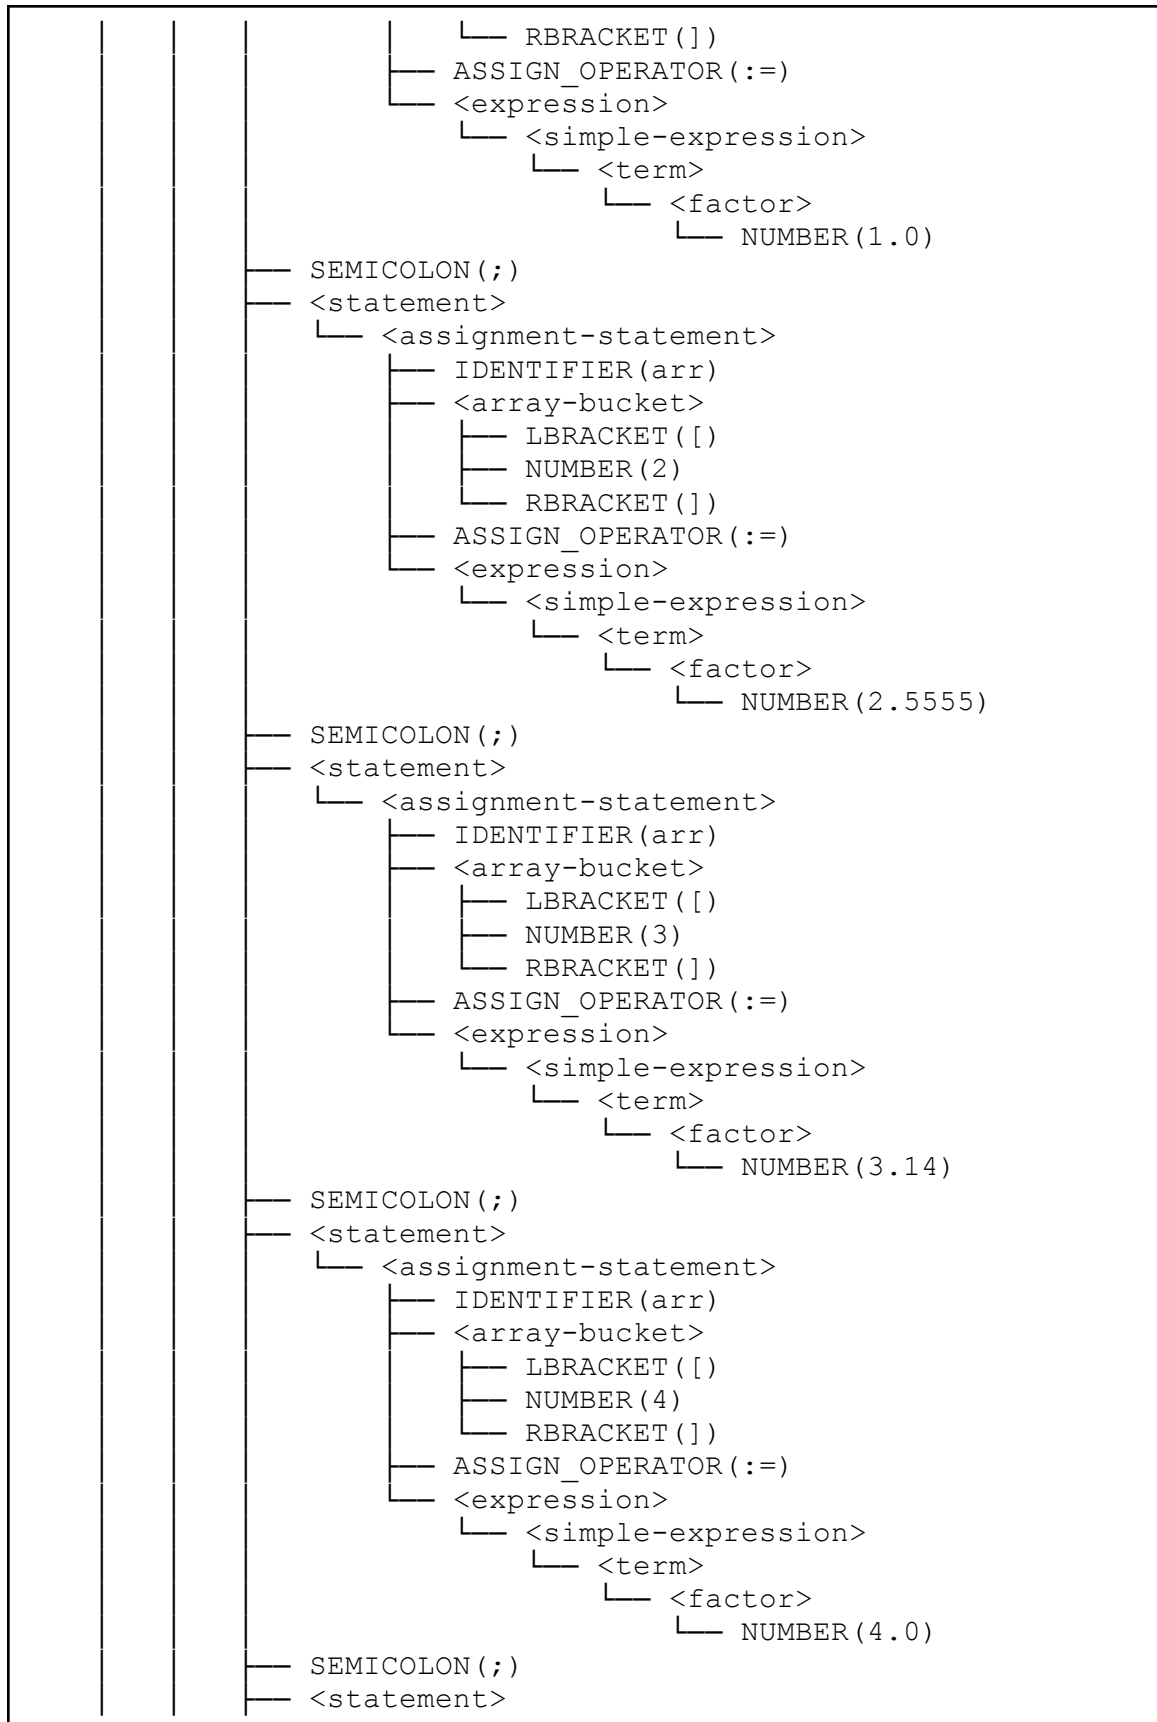 │   │   │       │   └── RBRACKET(])
│   │   │       ├── ASSIGN_OPERATOR(:=)
│   │   │       └── <expression>
│   │   │           └── <simple-expression>
│   │   │               └── <term>
│   │   │                   └── <factor>
│   │   │                       └── NUMBER(1.0)
│   │   ├── SEMICOLON(;)
│   │   ├── <statement>
│   │   │   └── <assignment-statement>
│   │   │       ├── IDENTIFIER(arr)
│   │   │       ├── <array-bucket>
│   │   │       │   ├── LBRACKET([)
│   │   │       │   ├── NUMBER(2)
│   │   │       │   └── RBRACKET(])
│   │   │       ├── ASSIGN_OPERATOR(:=)
│   │   │       └── <expression>
│   │   │           └── <simple-expression>
│   │   │               └── <term>
│   │   │                   └── <factor>
│   │   │                       └── NUMBER(2.5555)
│   │   ├── SEMICOLON(;)
│   │   ├── <statement>
│   │   │   └── <assignment-statement>
│   │   │       ├── IDENTIFIER(arr)
│   │   │       ├── <array-bucket>
│   │   │       │   ├── LBRACKET([)
│   │   │       │   ├── NUMBER(3)
│   │   │       │   └── RBRACKET(])
│   │   │       ├── ASSIGN_OPERATOR(:=)
│   │   │       └── <expression>
│   │   │           └── <simple-expression>
│   │   │               └── <term>
│   │   │                   └── <factor>
│   │   │                       └── NUMBER(3.14)
│   │   ├── SEMICOLON(;)
│   │   ├── <statement>
│   │   │   └── <assignment-statement>
│   │   │       ├── IDENTIFIER(arr)
│   │   │       ├── <array-bucket>
│   │   │       │   ├── LBRACKET([)
│   │   │       │   ├── NUMBER(4)
│   │   │       │   └── RBRACKET(])
│   │   │       ├── ASSIGN_OPERATOR(:=)
│   │   │       └── <expression>
│   │   │           └── <simple-expression>
│   │   │               └── <term>
│   │   │                   └── <factor>
│   │   │                       └── NUMBER(4.0)
│   │   ├── SEMICOLON(;)
│   │   ├── <statement>